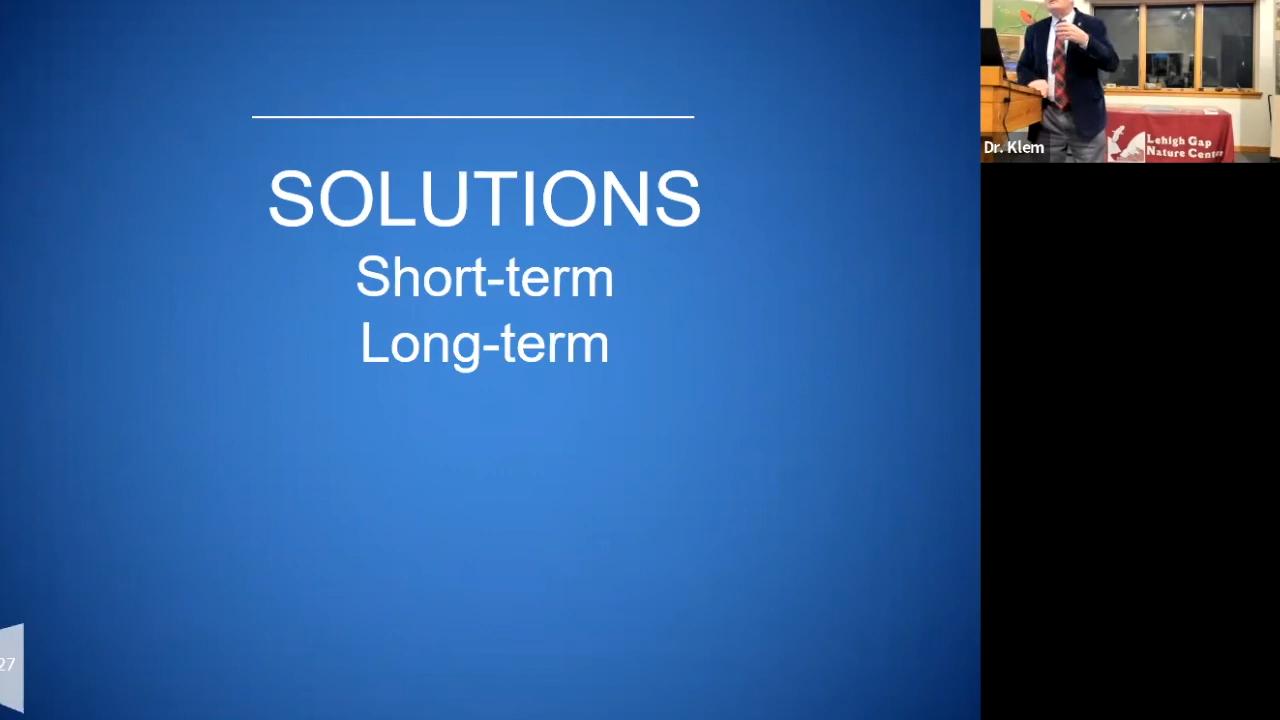 SOLUTIONS
Short-term
Long-term
27
Dr. Klem
Lehigh Gap
Nature Center